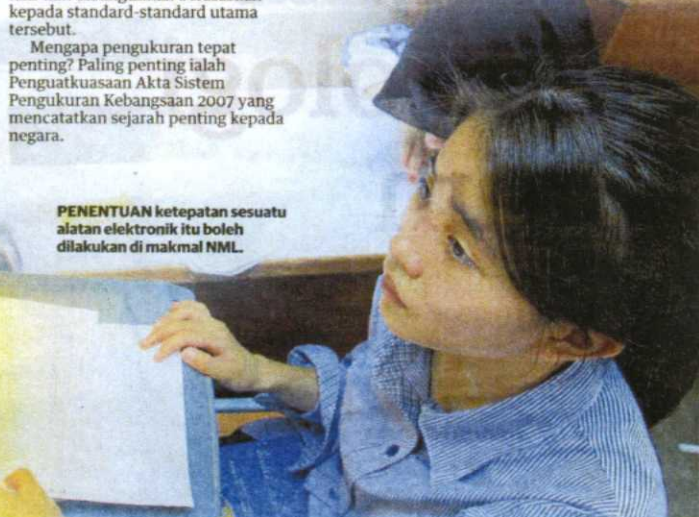 kepada standard-standard utama
tersebut.
Mengapa pengukuran tepat
penting? Paling penting ialah
Penguatkuasaan Akta Sistem
Pengukuran Kebangsaan 2007 yang
mencatatkan sejarah penting kepada
negara.
PENENTUAN ketepatan sesuatu
alatan elektronik itu boleh
dilakukan di makmal NML.